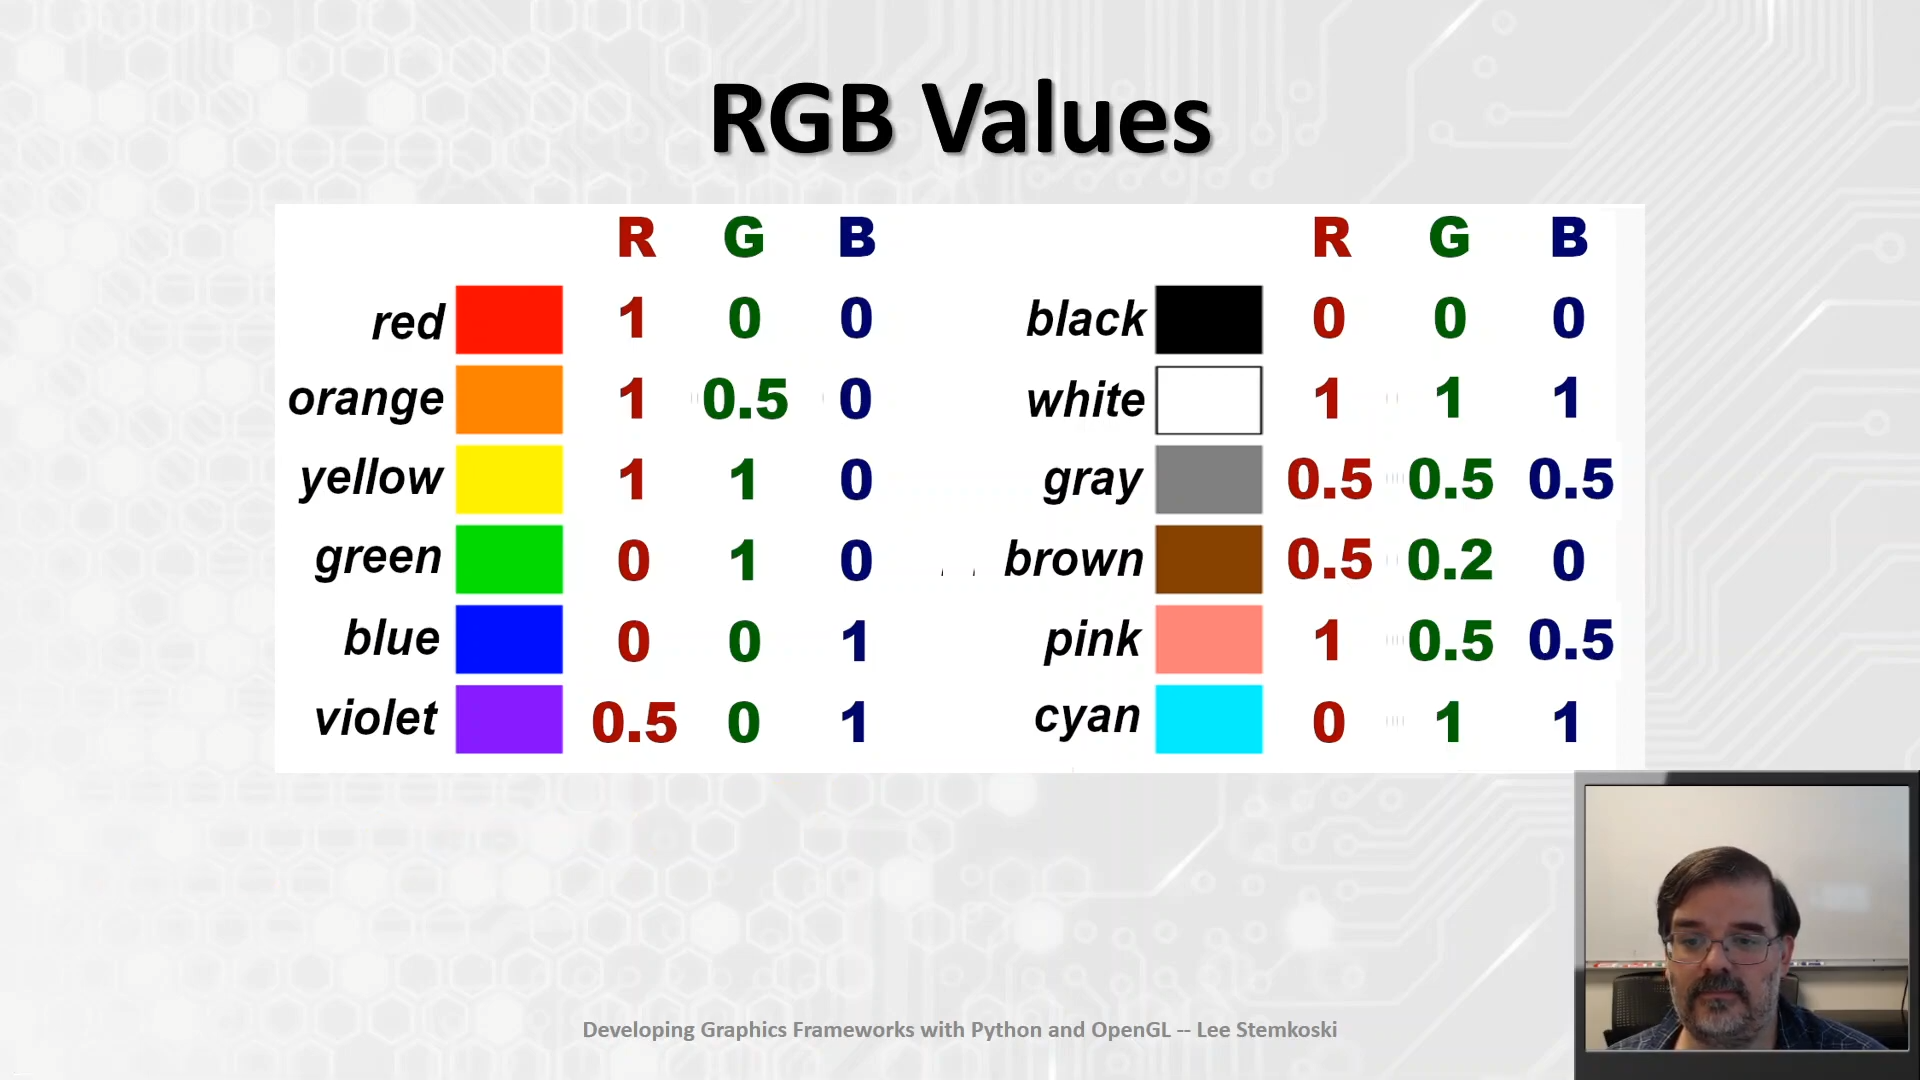 RGB Values
R G B
red 1 0 0
orange 1 0.5 0
yellow 1 1 0
green 0 1 0
blue 0 0 1
violet 0.5 0 1
R G B
black 0 0 0
white 1 1 1
gray 0.5 0.5 0.5
brown 0.5 0.2 0
pink 1 0.5 0.5
cyan 0 1 1
Developing Graphics Frameworks with Python and OpenGL -- Lee Stemkoski